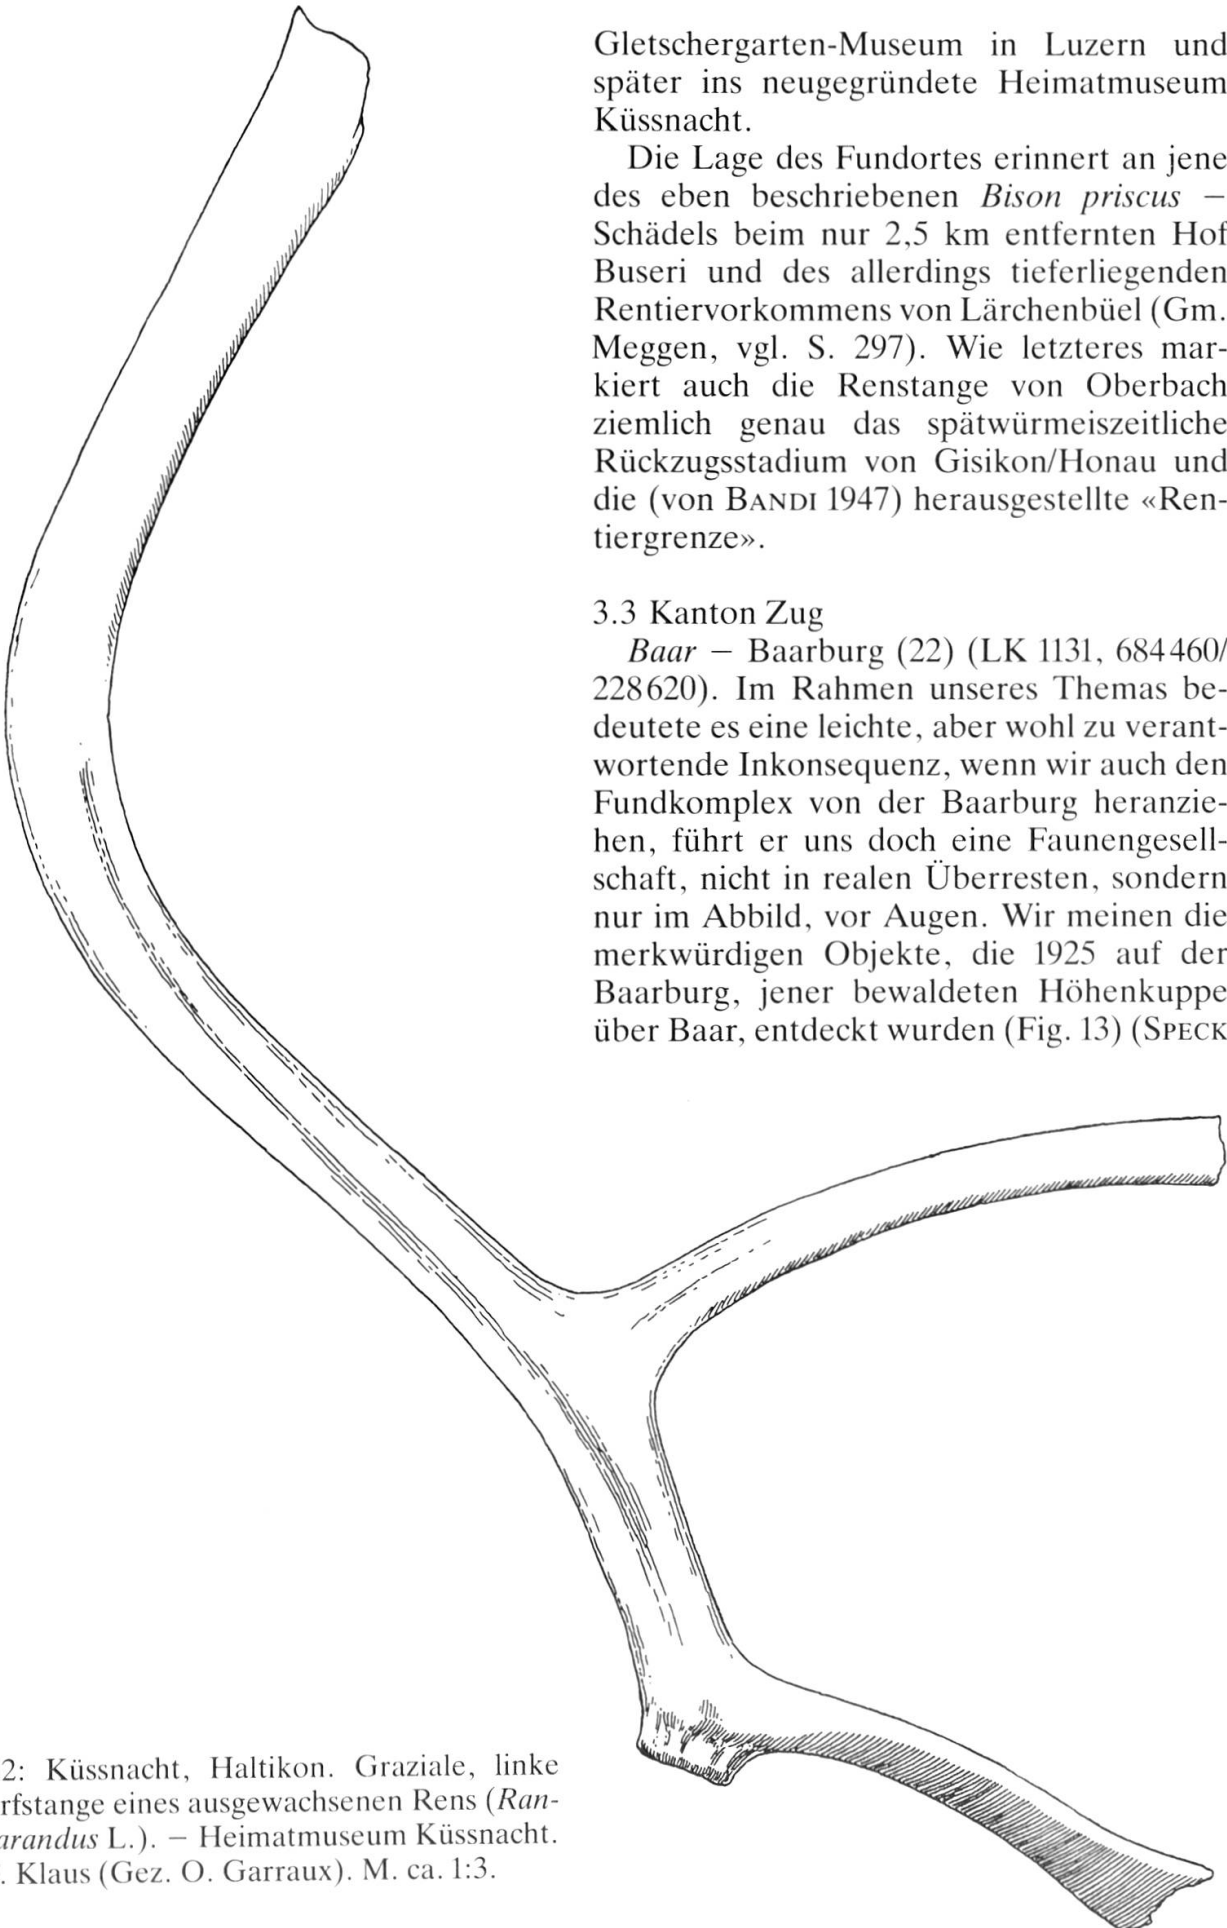 Gletschergarten-Museum in Luzern und
später ins neugegründete Heimatmuseum
Küssnacht.
Die Lage des Fundortes erinnert an jene
des eben beschriebenen Bison priscus –
Schädels beim nur 2,5 km entfernten Hof
Buseri und des allerdings tieferliegenden
Rentiervorkommens von Lärchenbüel (Gm.
Meggen, vgl. S. 297). Wie letzteres mar-
kiert auch die Renstange von Oberbach
ziemlich genau das spätwürmeiszeitliche
Rückzugsstadium von Gisikon/Honau und
die (von BANDI 1947) herausgestellte «Ren-
tiergrenze».
3.3 Kanton Zug
Baar – Baarburg (22) (LK 1131, 684 460/
228 620). Im Rahmen unseres Themas be-
deutete es eine leichte, aber wohl zu verant-
wortende Inkonsequenz, wenn wir auch den
Fundkomplex von der Baarburg heranzie-
hen, führt er uns doch eine Faunengesell-
schaft, nicht in realen Überresten, sondern
nur im Abbild, vor Augen. Wir meinen die
merkwürdigen Objekte, die 1925 auf der
Baarburg, jener bewaldeten Höhenkuppe
über Baar, entdeckt wurden (Fig. 13) (SPECK
2: Küssnacht, Haltikon. Graziale, linke
rfstange eines ausgewachsenen Rens (Ran-
arandus L.). – Heimatmuseum Küssnacht.
. Klaus (Gez. O. Garraux). M. ca. 1:3.